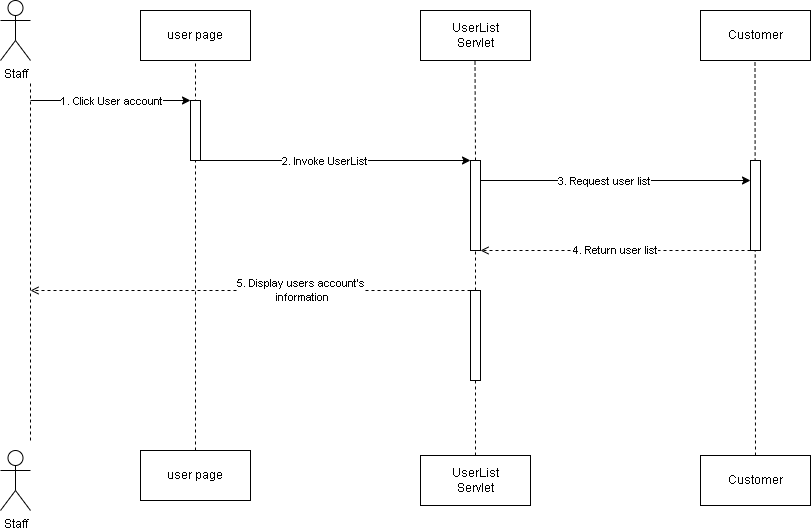 user page
UserList
Servlet
Customer
Staff
1. Click User account
2. Invoke UserList
3. Request user list
4. Return user list
5. Display users account's
information
user page
UserList
Servlet
Customer
Staff